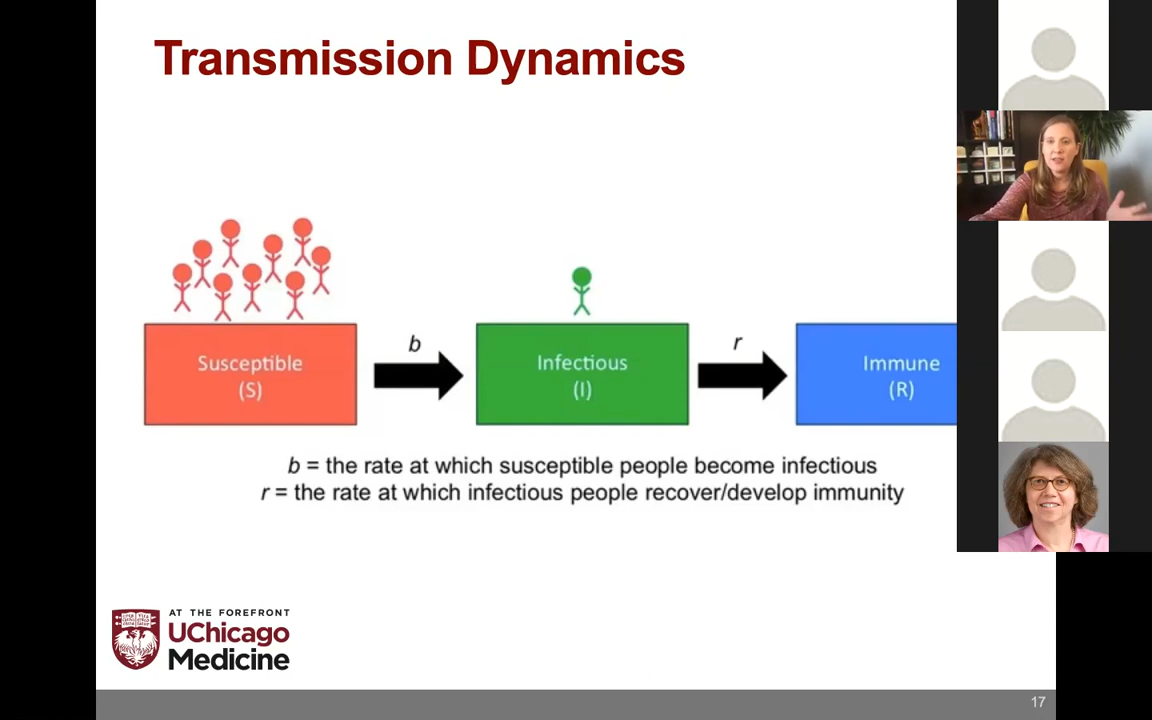 Transmission Dynamics
b
r
Susceptible
(S)
Infectious
(I)
Immune
(R)
b = the rate at which susceptible people become infectious
r = the rate at which infectious people recover/develop immunity
AT THE FOREFRONT
UChicago
Medicine
17